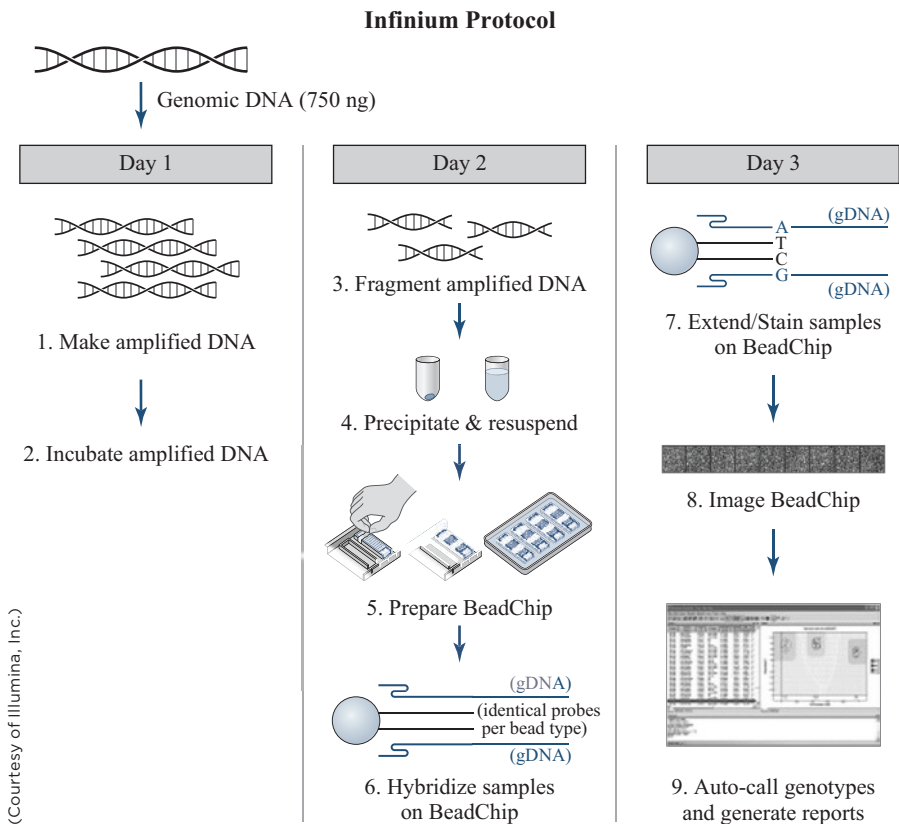 Infinium Protocol
Genomic DNA (750 ng)
Day 1
1. Make amplified DNA
2. Incubate amplified DNA
Day 2
3. Fragment amplified DNA
4. Precipitate & resuspend
5. Prepare BeadChip
(gDNA)
(identical probes
per bead type)
(gDNA)
6. Hybridize samples
on BeadChip
Day 3
(gDNA)
A
T
C
G
(gDNA)
7. Extend/Stain samples
on BeadChip
8. Image BeadChip
9. Auto-call genotypes
and generate reports
(Courtesy of Illumina, Inc.)